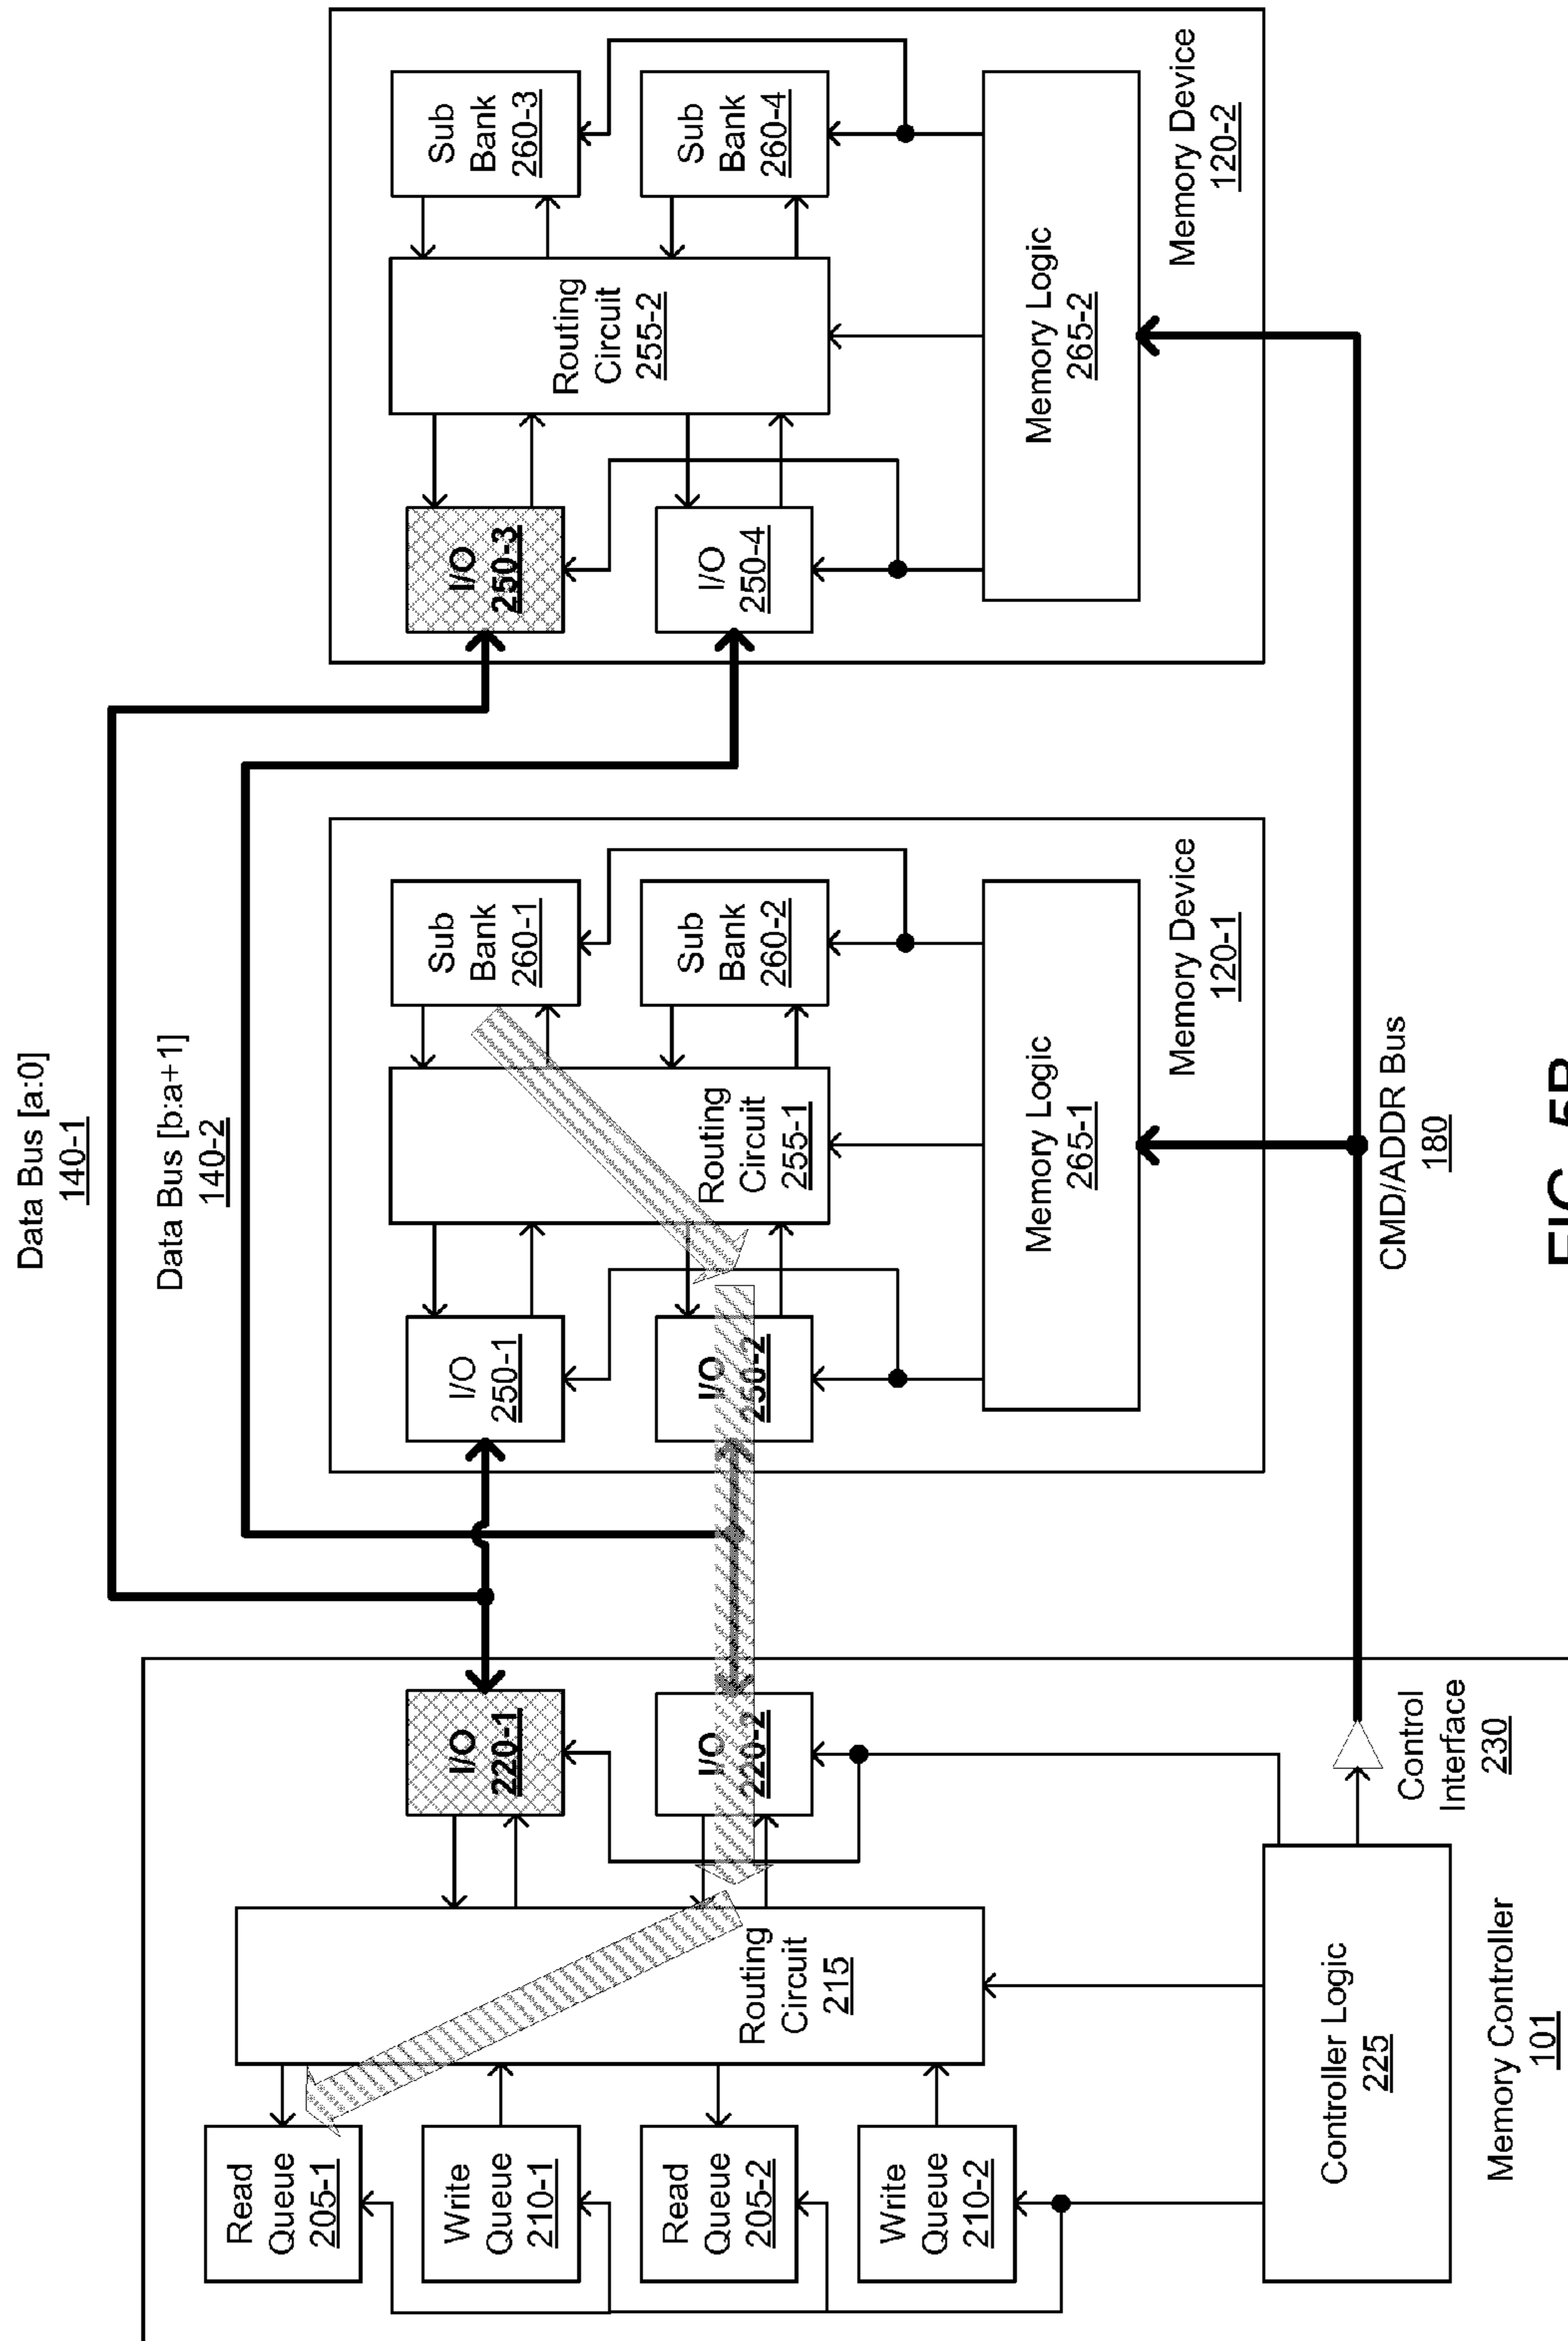 Data Bus [a:0]
140-1
Data Bus [b:a+1]
140-2
Read
Queue
205-1
Write
Queue
210-1
Read
Queue
205-2
Write
Queue
210-2
Routing
Circuit
215
I/O
220-1
I/O
220-2
Controller Logic
225
Control
Interface
230
Memory Controller
101
I/O
250-1
I/O
250-2
Routing
Circuit
255-1
Sub
Bank
260-1
Sub
Bank
260-2
Memory Logic
265-1
Memory Device
120-1
I/O
250-3
I/O
250-4
Routing
Circuit
255-2
Sub
Bank
260-3
Sub
Bank
260-4
Memory Logic
265-2
Memory Device
120-2
CMD/ADDR Bus
180
FIG. 5B